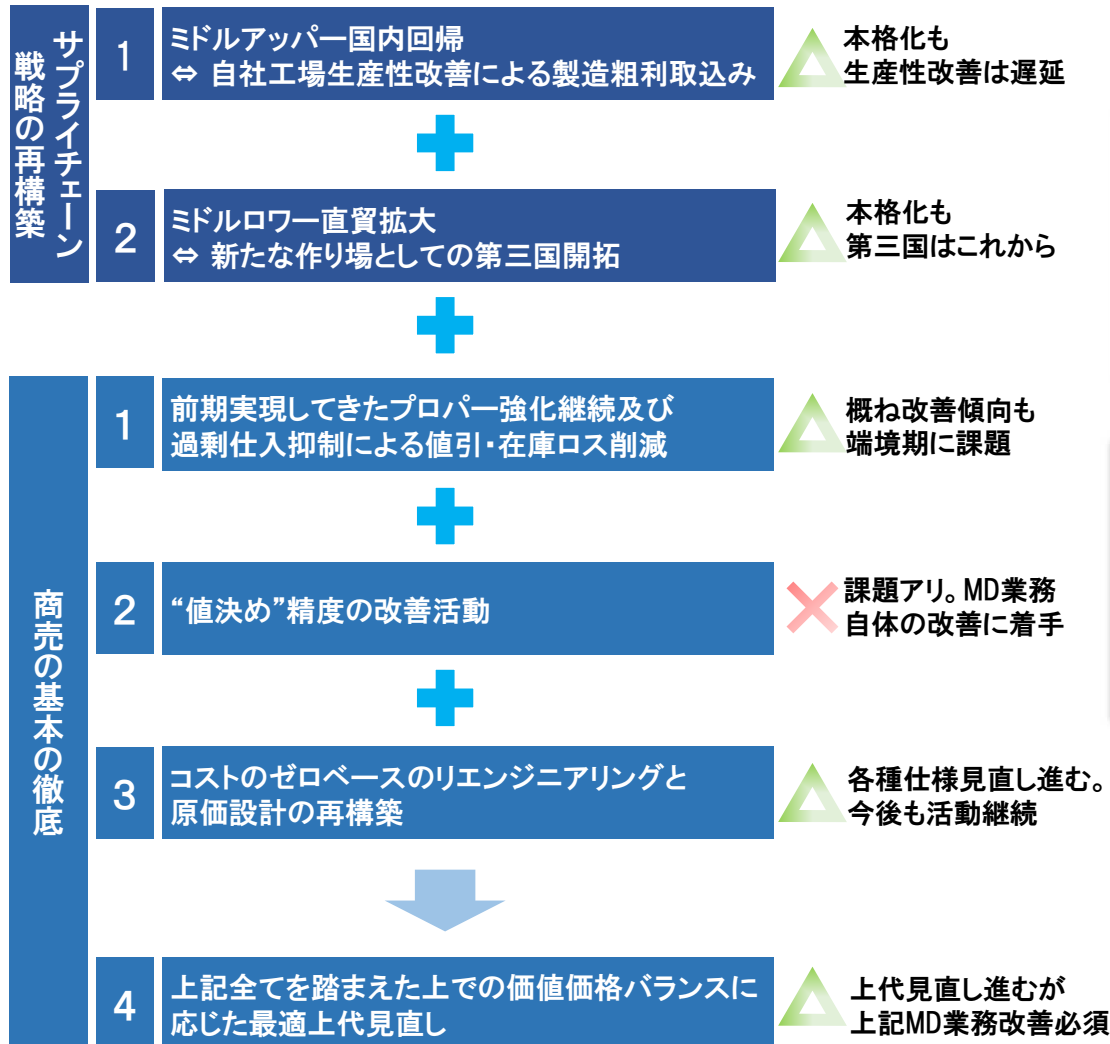 サプライチェーン
戦略の再構築
1
ミドルアッパー国内回帰
⇔ 自社工場生産性改善による製造粗利取込み
本格化も
生産性改善は遅延
2
ミドルロワー直貿拡大
⇔ 新たな作り場としての第三国開拓
本格化も
第三国はこれから
商売の基本の徹底
1
前期実現してきたプロパー強化継続及び
過剰仕入抑制による値引・在庫ロス削減
概ね改善傾向も
端境期に課題
2
“値決め”精度の改善活動
課題アリ。MD業務
自体の改善に着手
3
コストのゼロベースのリエンジニアリングと
原価設計の再構築
各種仕様見直し進む。
今後も活動継続
4
上記全てを踏まえた上での価値価格バランスに
応じた最適上代見直し
上代見直し進むが
上記MD業務改善必須